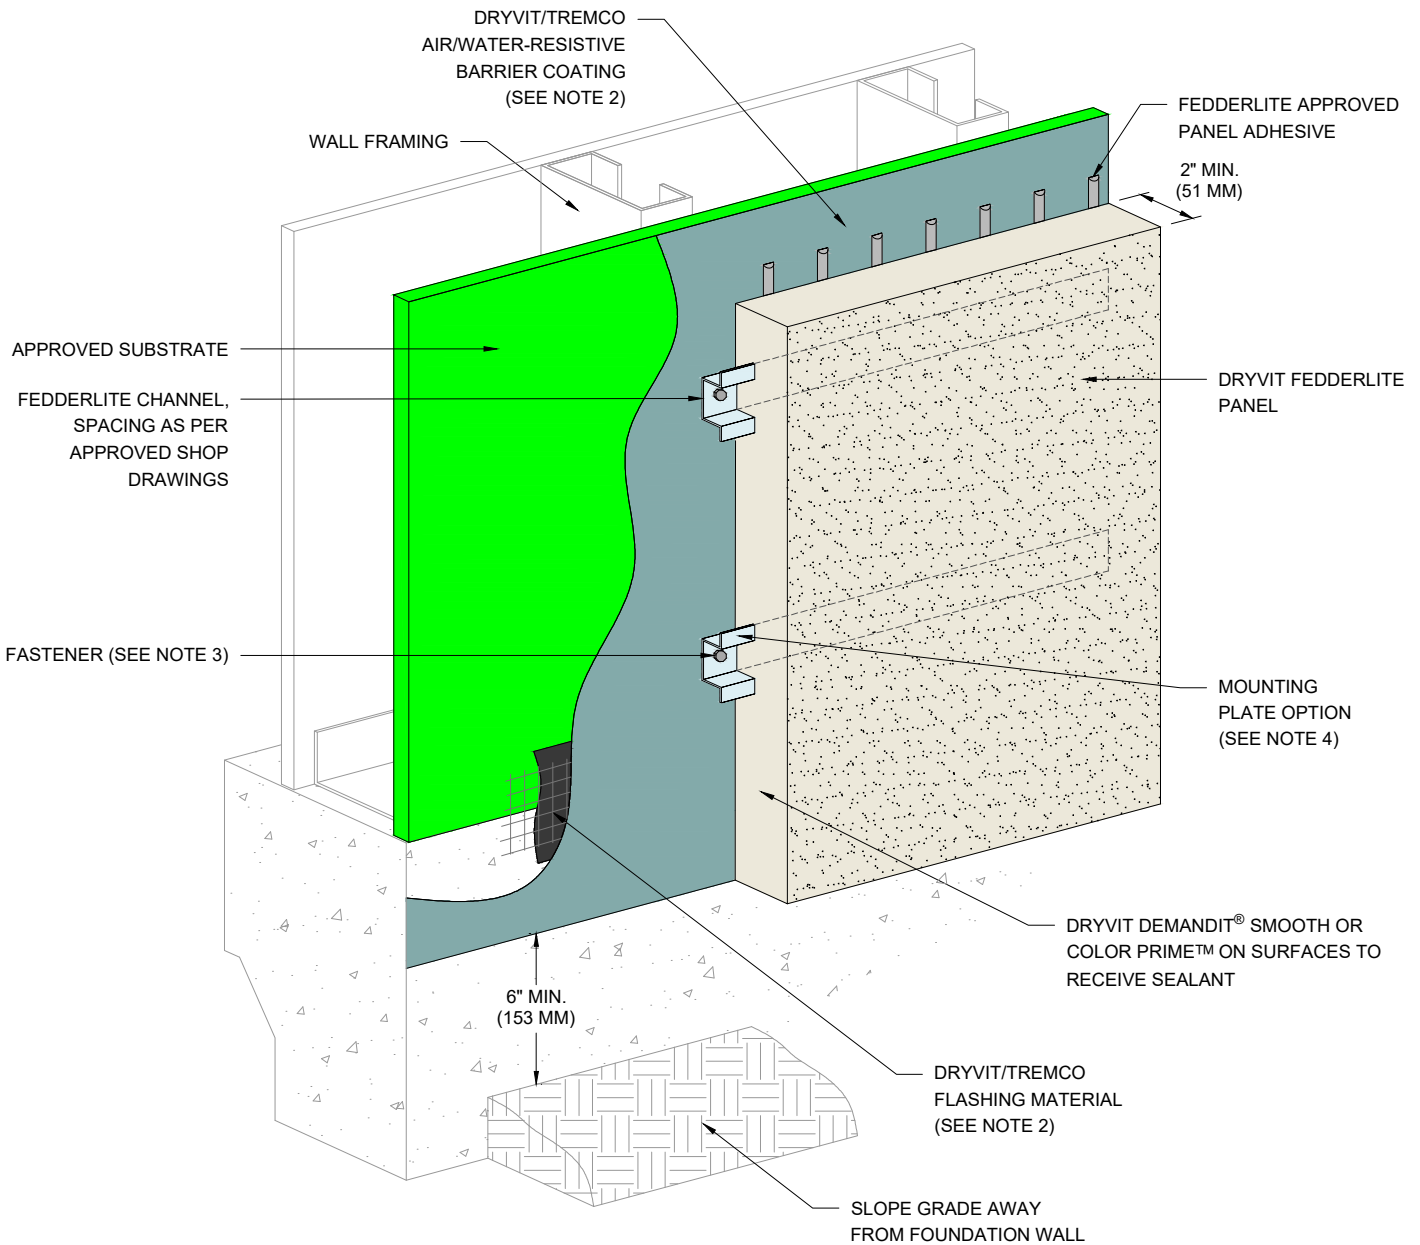 DRYVIT/TREMCO
AIR/WATER-RESISTIVE
BARRIER COATING
(SEE NOTE 2)
WALL FRAMING
FEDDERLITE APPROVED
PANEL ADHESIVE
2" MIN.
(51 MM)
APPROVED SUBSTRATE
FEDDERLITE CHANNEL,
SPACING AS PER
APPROVED SHOP
DRAWINGS
DRYVIT FEDDERLITE
PANEL
FASTENER (SEE NOTE 3)
MOUNTING
PLATE OPTION
(SEE NOTE 4)
DRYVIT DEMANDIT® SMOOTH OR
COLOR PRIME™ ON SURFACES TO
RECEIVE SEALANT
6" MIN.
(153 MM)
DRYVIT/TREMCO
FLASHING MATERIAL
(SEE NOTE 2)
SLOPE GRADE AWAY
FROM FOUNDATION WALL